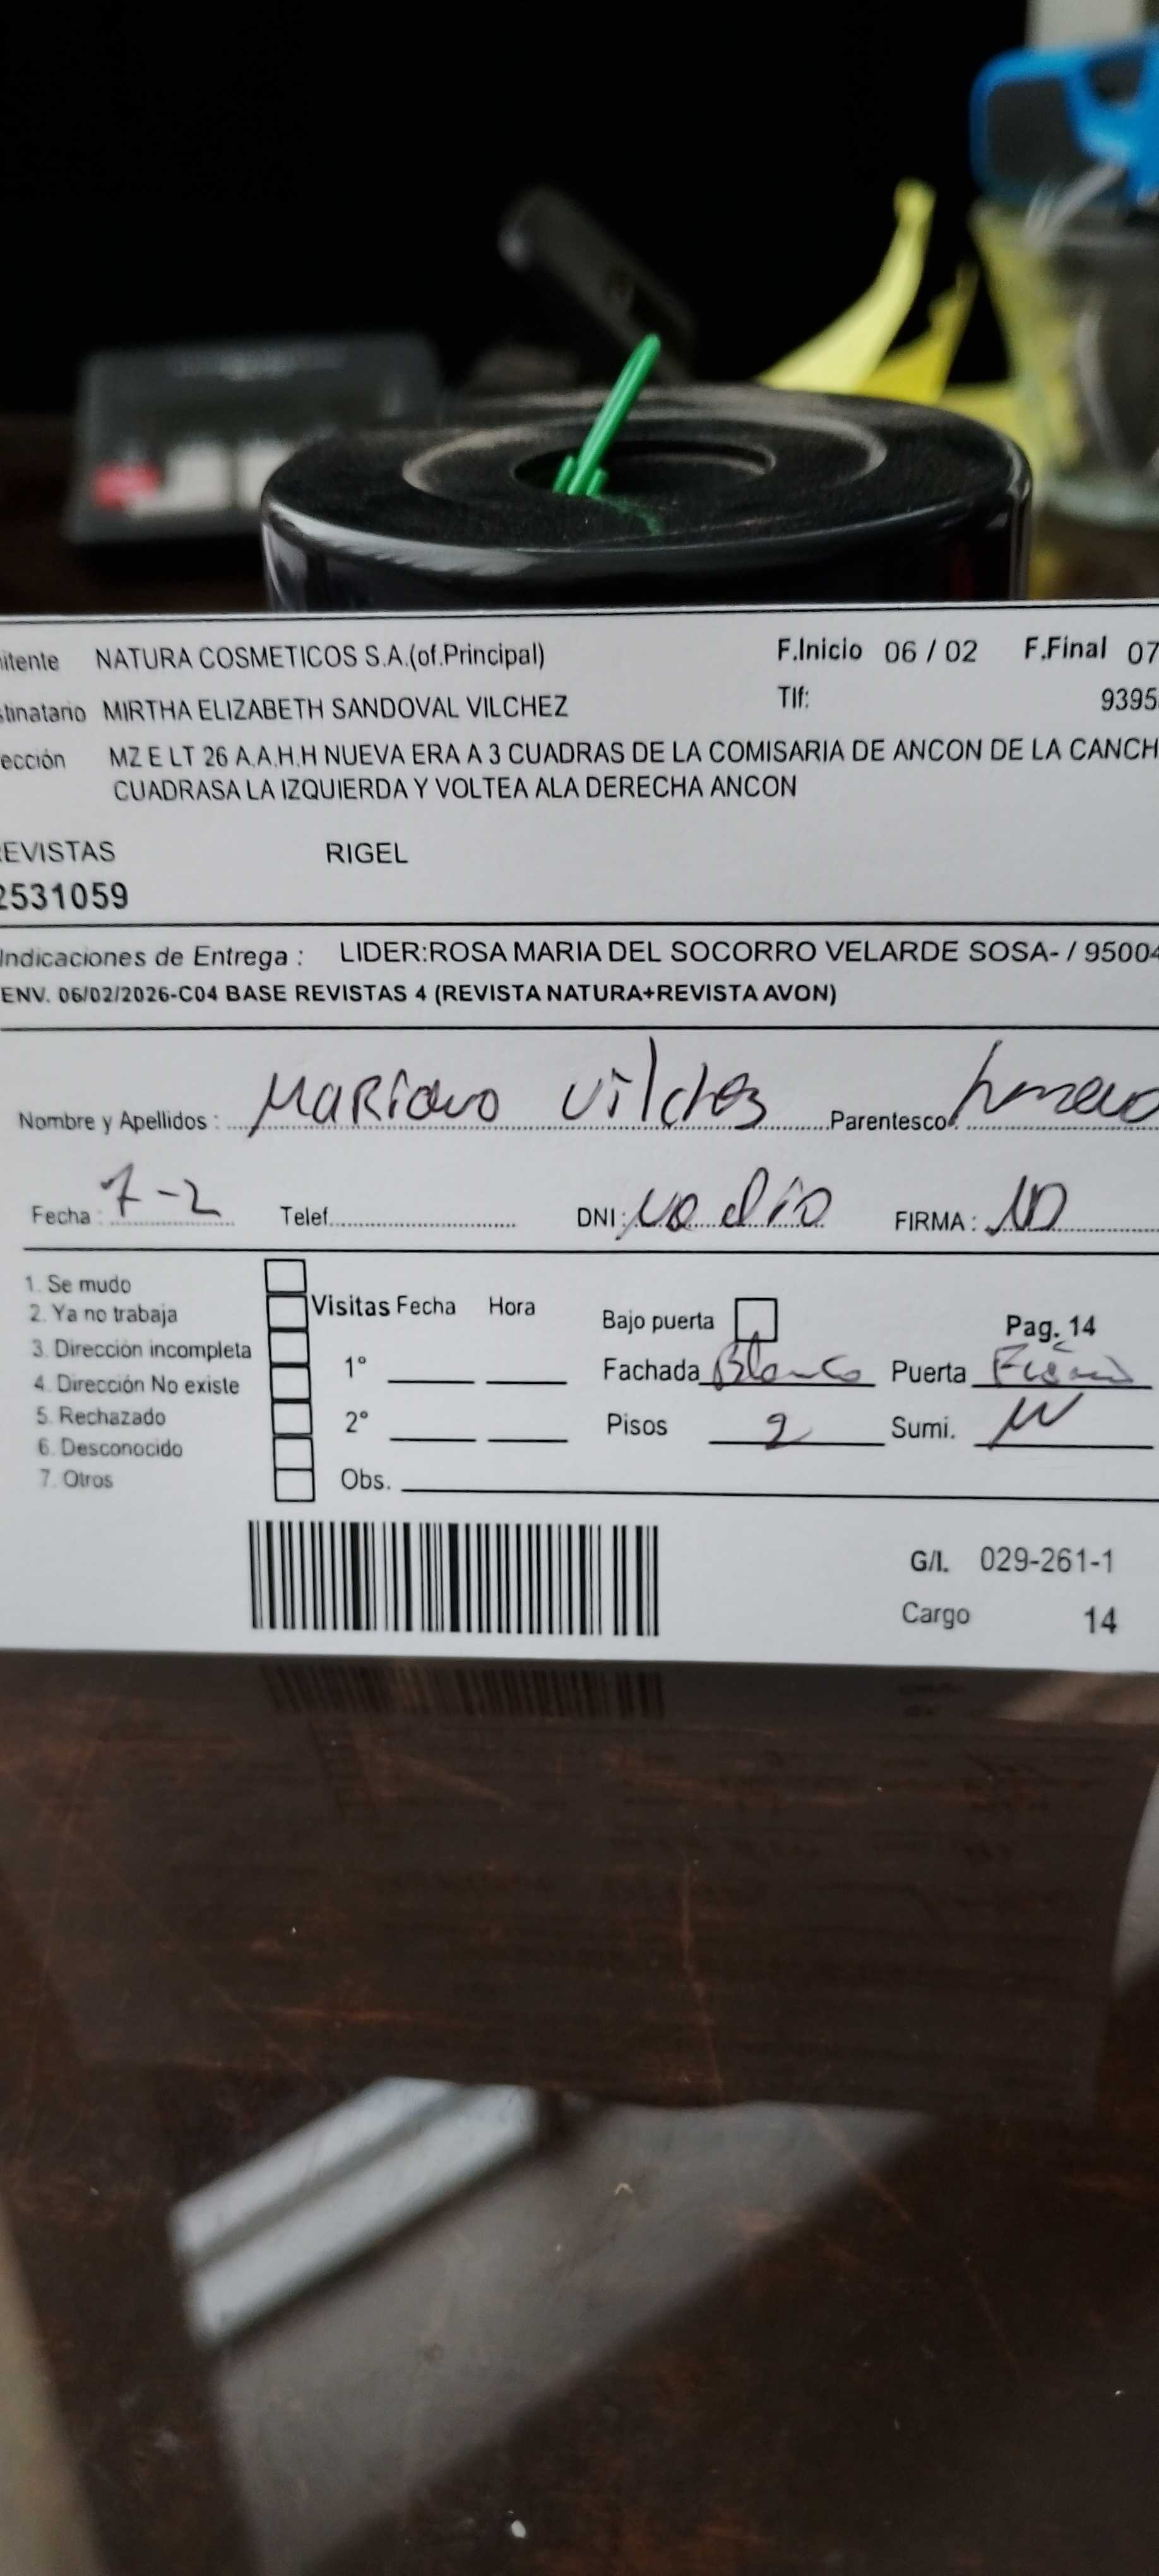 itente NATURA COSMETICOS S.A.(of.Principal) F.Inicio 06 / 02 F.Final 07
stinatario MIRTHA ELIZABETH SANDOVAL VILCHEZ Tlf: 9395
ección MZ E LT 26 A.A.H.H NUEVA ERA A 3 CUADRAS DE LA COMISARIA DE ANCON DE LA CANCH
CUADRASA LA IZQUIERDA Y VOLTEA ALA DERECHA ANCON
EVISTAS RIGEL
2531059
Indicaciones de Entrega : LIDER:ROSA MARIA DEL SOCORRO VELARDE SOSA- / 95004
ENV. 06/02/2026-C04 BASE REVISTAS 4 (REVISTA NATURA+REVISTA AVON)
Nombre y Apellidos : Mariano Vilchez Parentesco:
Fecha : 7-2 Telef. DNI: No dio FIRMA : ND
1. Se mudo
2. Ya no trabaja Visitas Fecha Hora Bajo puerta Pag. 14
3. Dirección incompleta 1° Fachada Blanco Puerta
4. Dirección No existe
5. Rechazado 2° Pisos 2 Sumi.
6. Desconocido
7. Otros Obs.
G/I. 029-261-1
Cargo 14